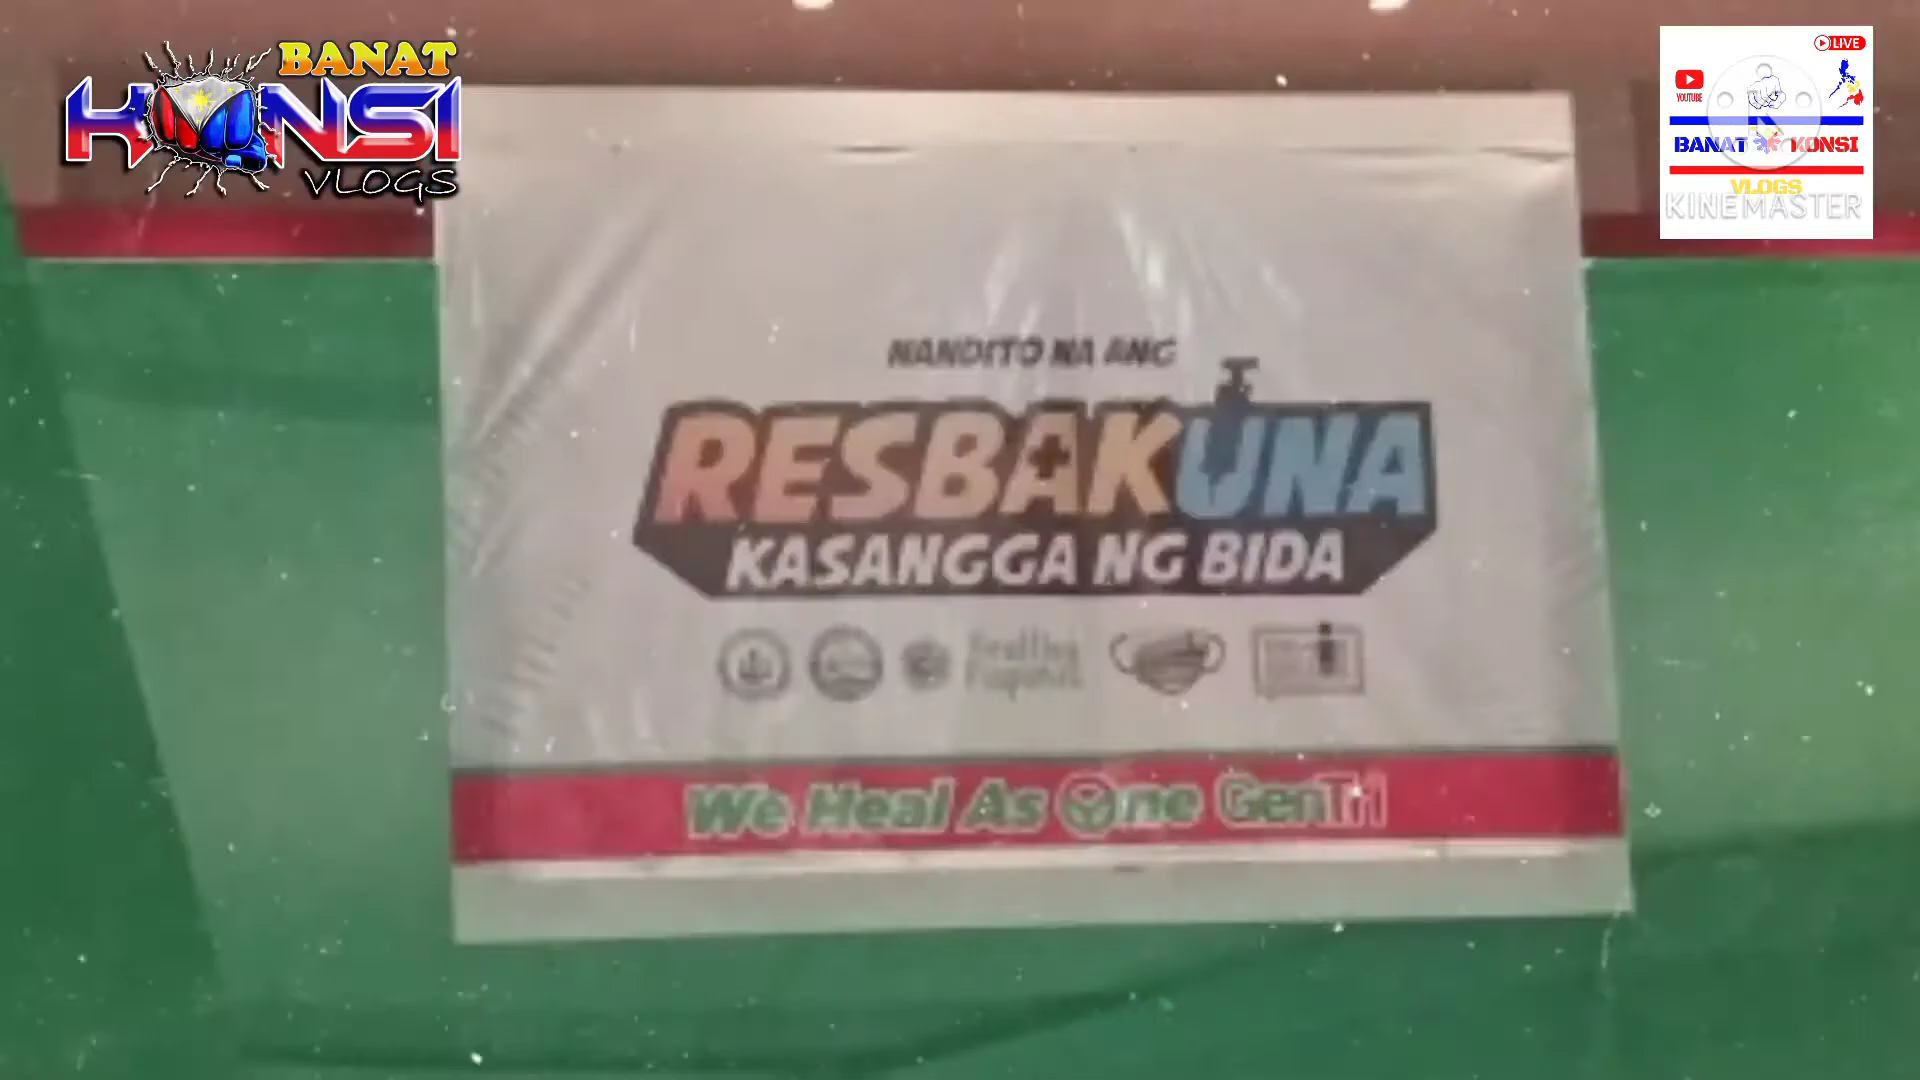 BANAT
KONSI
VLOGS
LIVE
YOUTUBE
BANAT KONSI
VLOGS
KINEMASTER
NANDITO NA ANG
RESBAKUNA
KASANGGA NG BIDA
We Heal As One GenTri